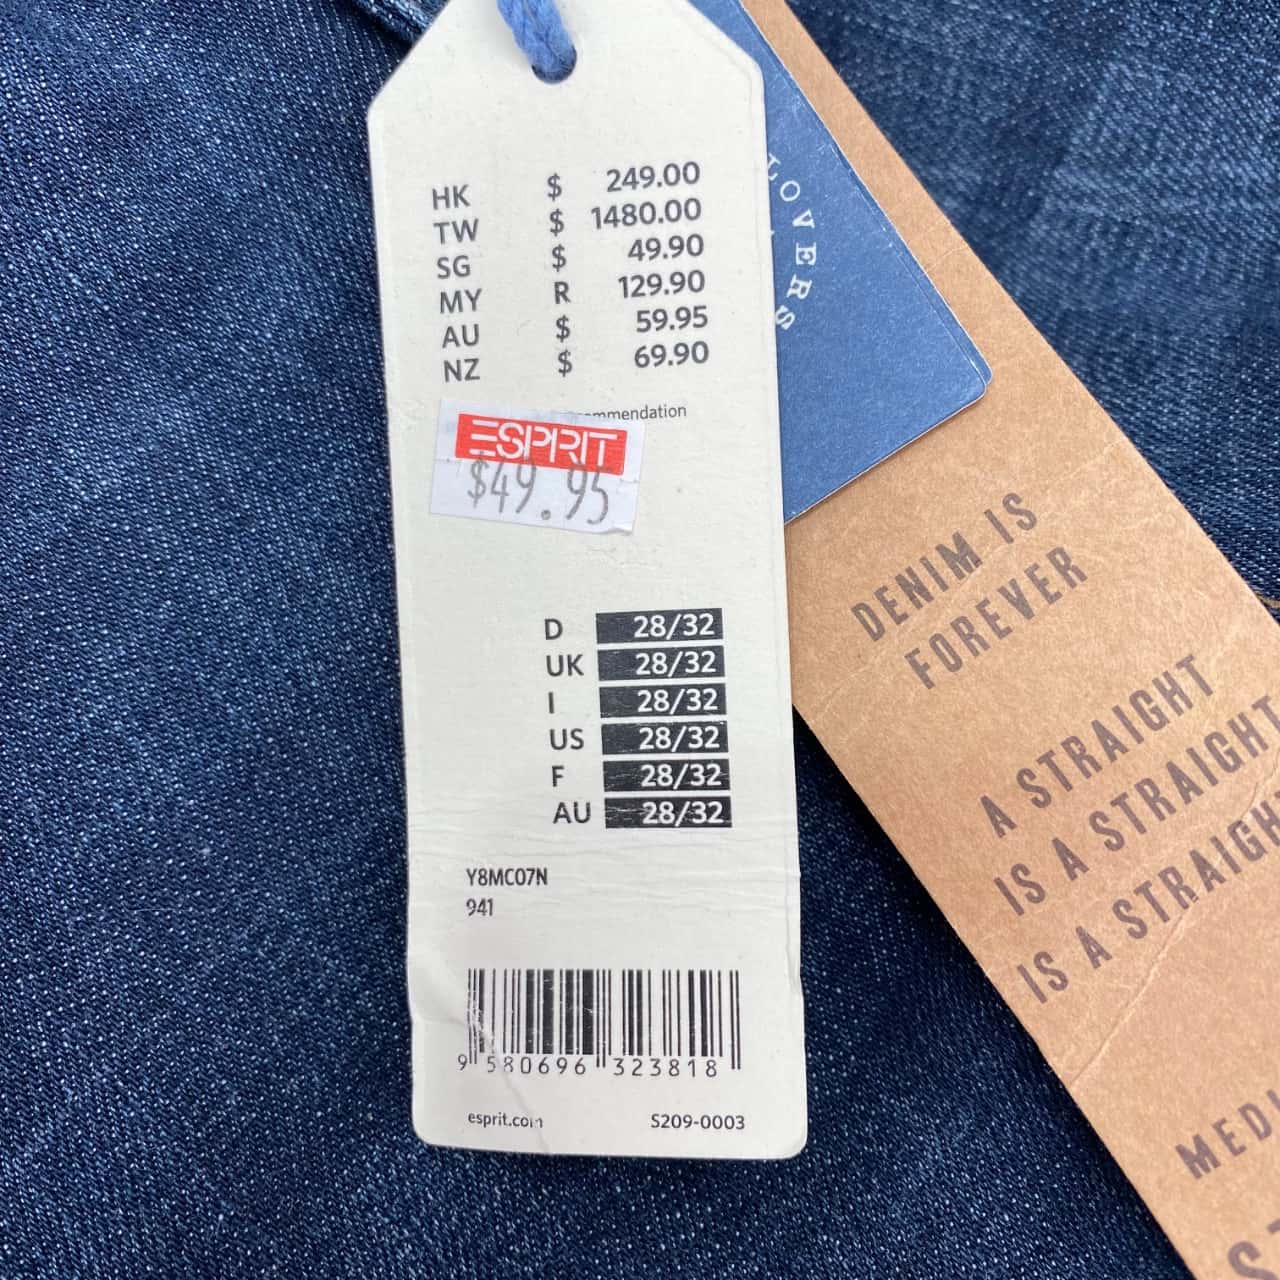 HK $ 249.00
TW $ 1480.00
SG $ 49.90
MY R 129.90
AU $ 59.95
NZ $ 69.90
ESPRIT
$49.95
D 28/32
UK 28/32
I 28/32
US 28/32
F 28/32
AU 28/32
Y8MC07N
941
9 580696 323818
esprit.com
S209-0003
LOVERS
DENIM IS
FOREVER
A STRAIGHT
IS A STRAIGHT
IS A STRAIGH
MEDI